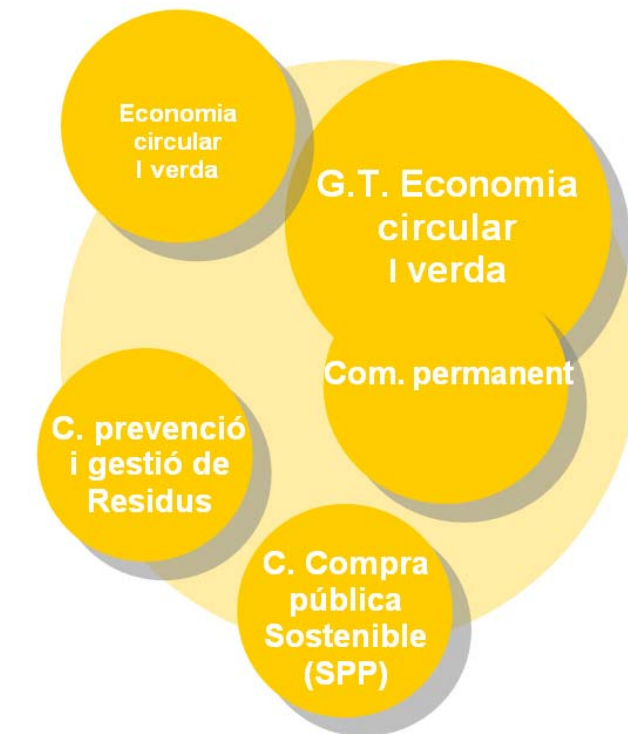 Economia
circular
I verda
G.T. Economia
circular
I verda
Com. permanent
C. prevenció
i gestió de
Residus
C. Compra
pública
Sostenible
(SPP)